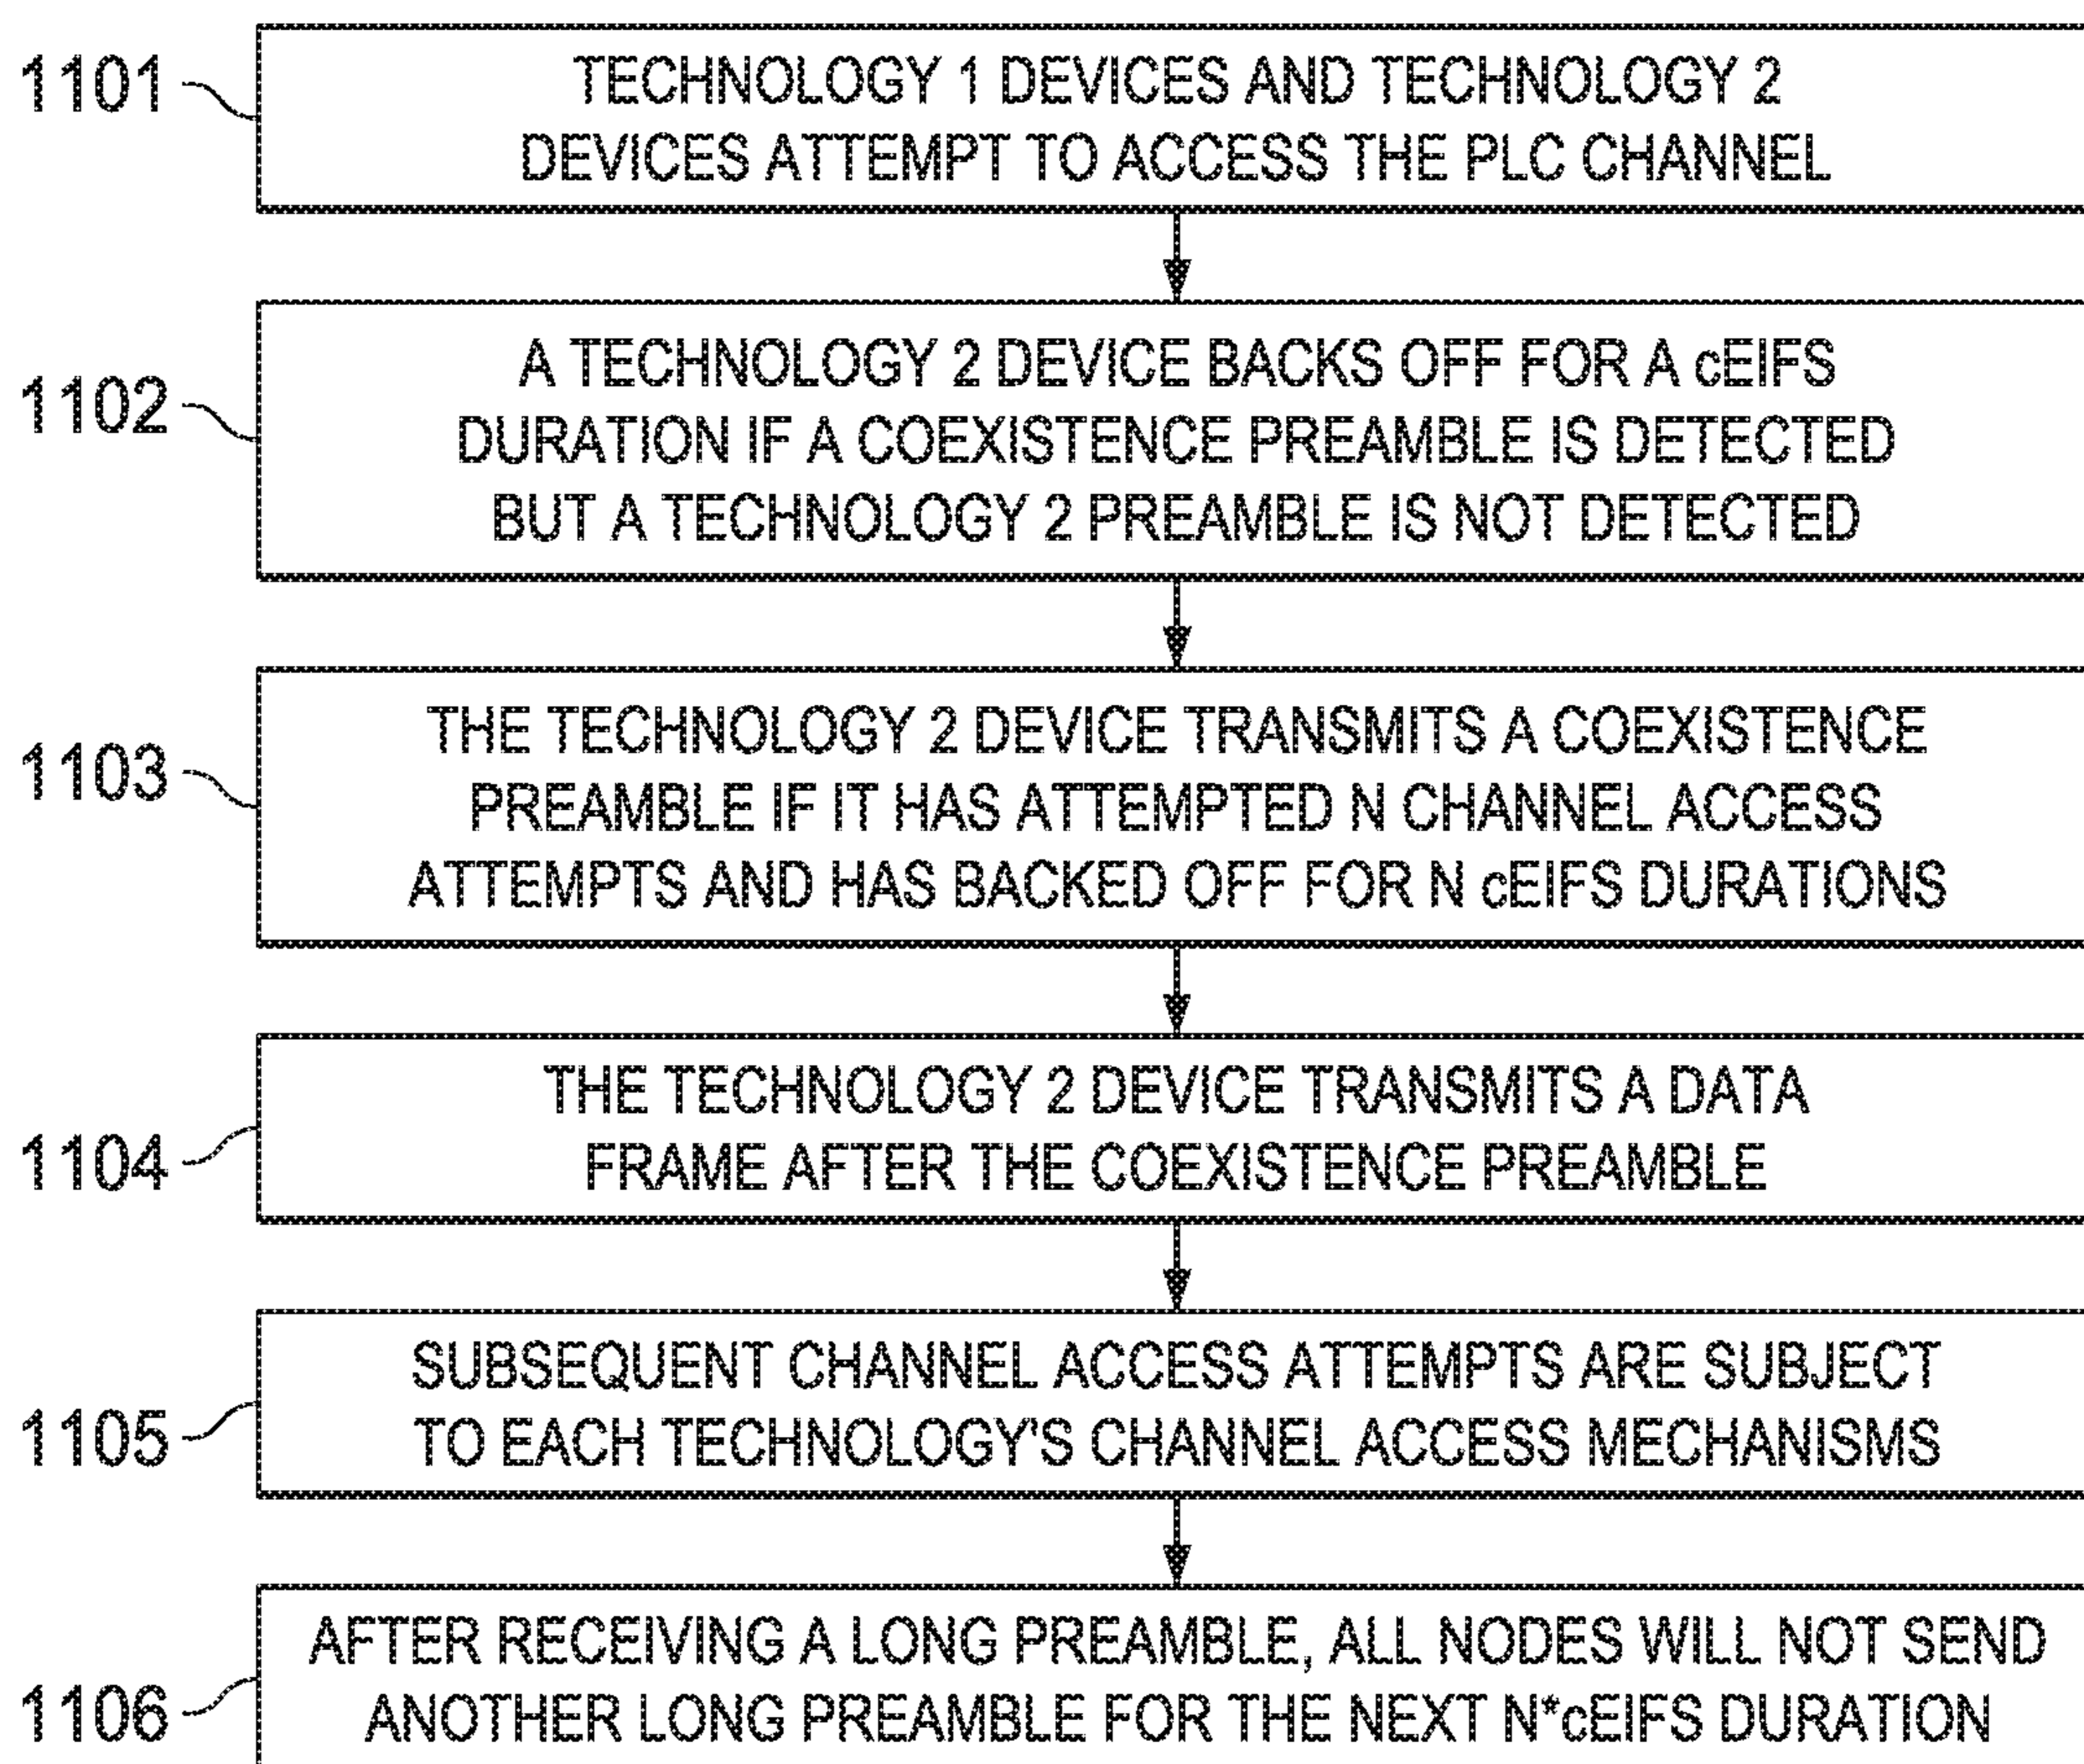 1101
TECHNOLOGY 1 DEVICES AND TECHNOLOGY 2
DEVICES ATTEMPT TO ACCESS THE PLC CHANNEL
1102
A TECHNOLOGY 2 DEVICE BACKS OFF FOR A cEIFS
DURATION IF A COEXISTENCE PREAMBLE IS DETECTED
BUT A TECHNOLOGY 2 PREAMBLE IS NOT DETECTED
1103
THE TECHNOLOGY 2 DEVICE TRANSMITS A COEXISTENCE
PREAMBLE IF IT HAS ATTEMPTED N CHANNEL ACCESS
ATTEMPTS AND HAS BACKED OFF FOR N cEIFS DURATIONS
1104
THE TECHNOLOGY 2 DEVICE TRANSMITS A DATA
FRAME AFTER THE COEXISTENCE PREAMBLE
1105
SUBSEQUENT CHANNEL ACCESS ATTEMPTS ARE SUBJECT
TO EACH TECHNOLOGY'S CHANNEL ACCESS MECHANISMS
1106
AFTER RECEIVING A LONG PREAMBLE, ALL NODES WILL NOT SEND
ANOTHER LONG PREAMBLE FOR THE NEXT N*cEIFS DURATION